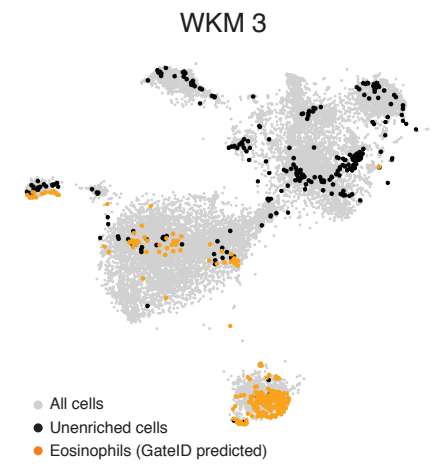 WKM 3
All cells
Unenriched cells
Eosinophils (GateID predicted)